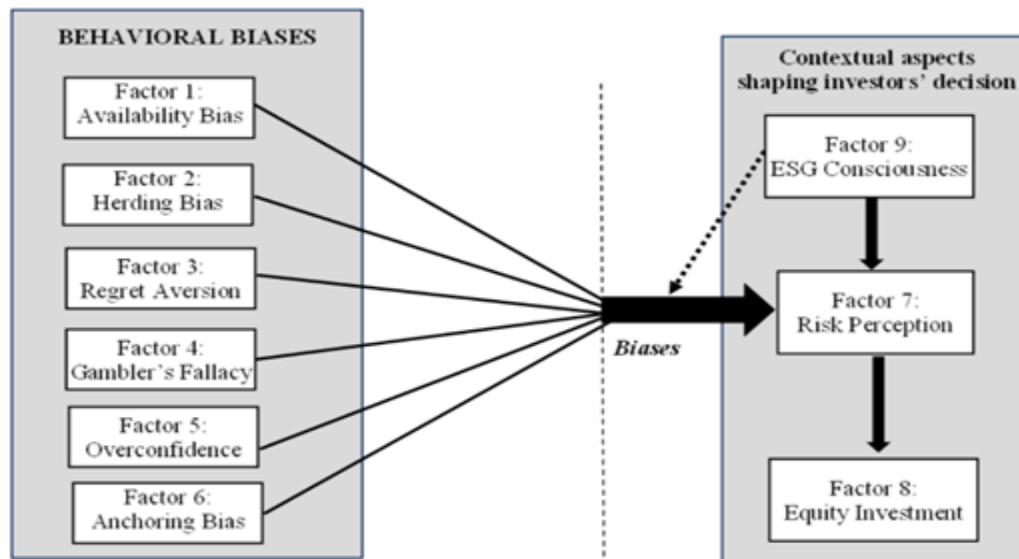 BEHAVIORAL BIASES
Factor 1:
Availability Bias
Factor 2:
Herding Bias
Factor 3:
Regret Aversion
Factor 4:
Gambler’s Fallacy
Factor 5:
Overconfidence
Factor 6:
Anchoring Bias
Biases
Contextual aspects
shaping investors’ decision
Factor 9:
ESG Consciousness
Factor 7:
Risk Perception
Factor 8:
Equity Investment